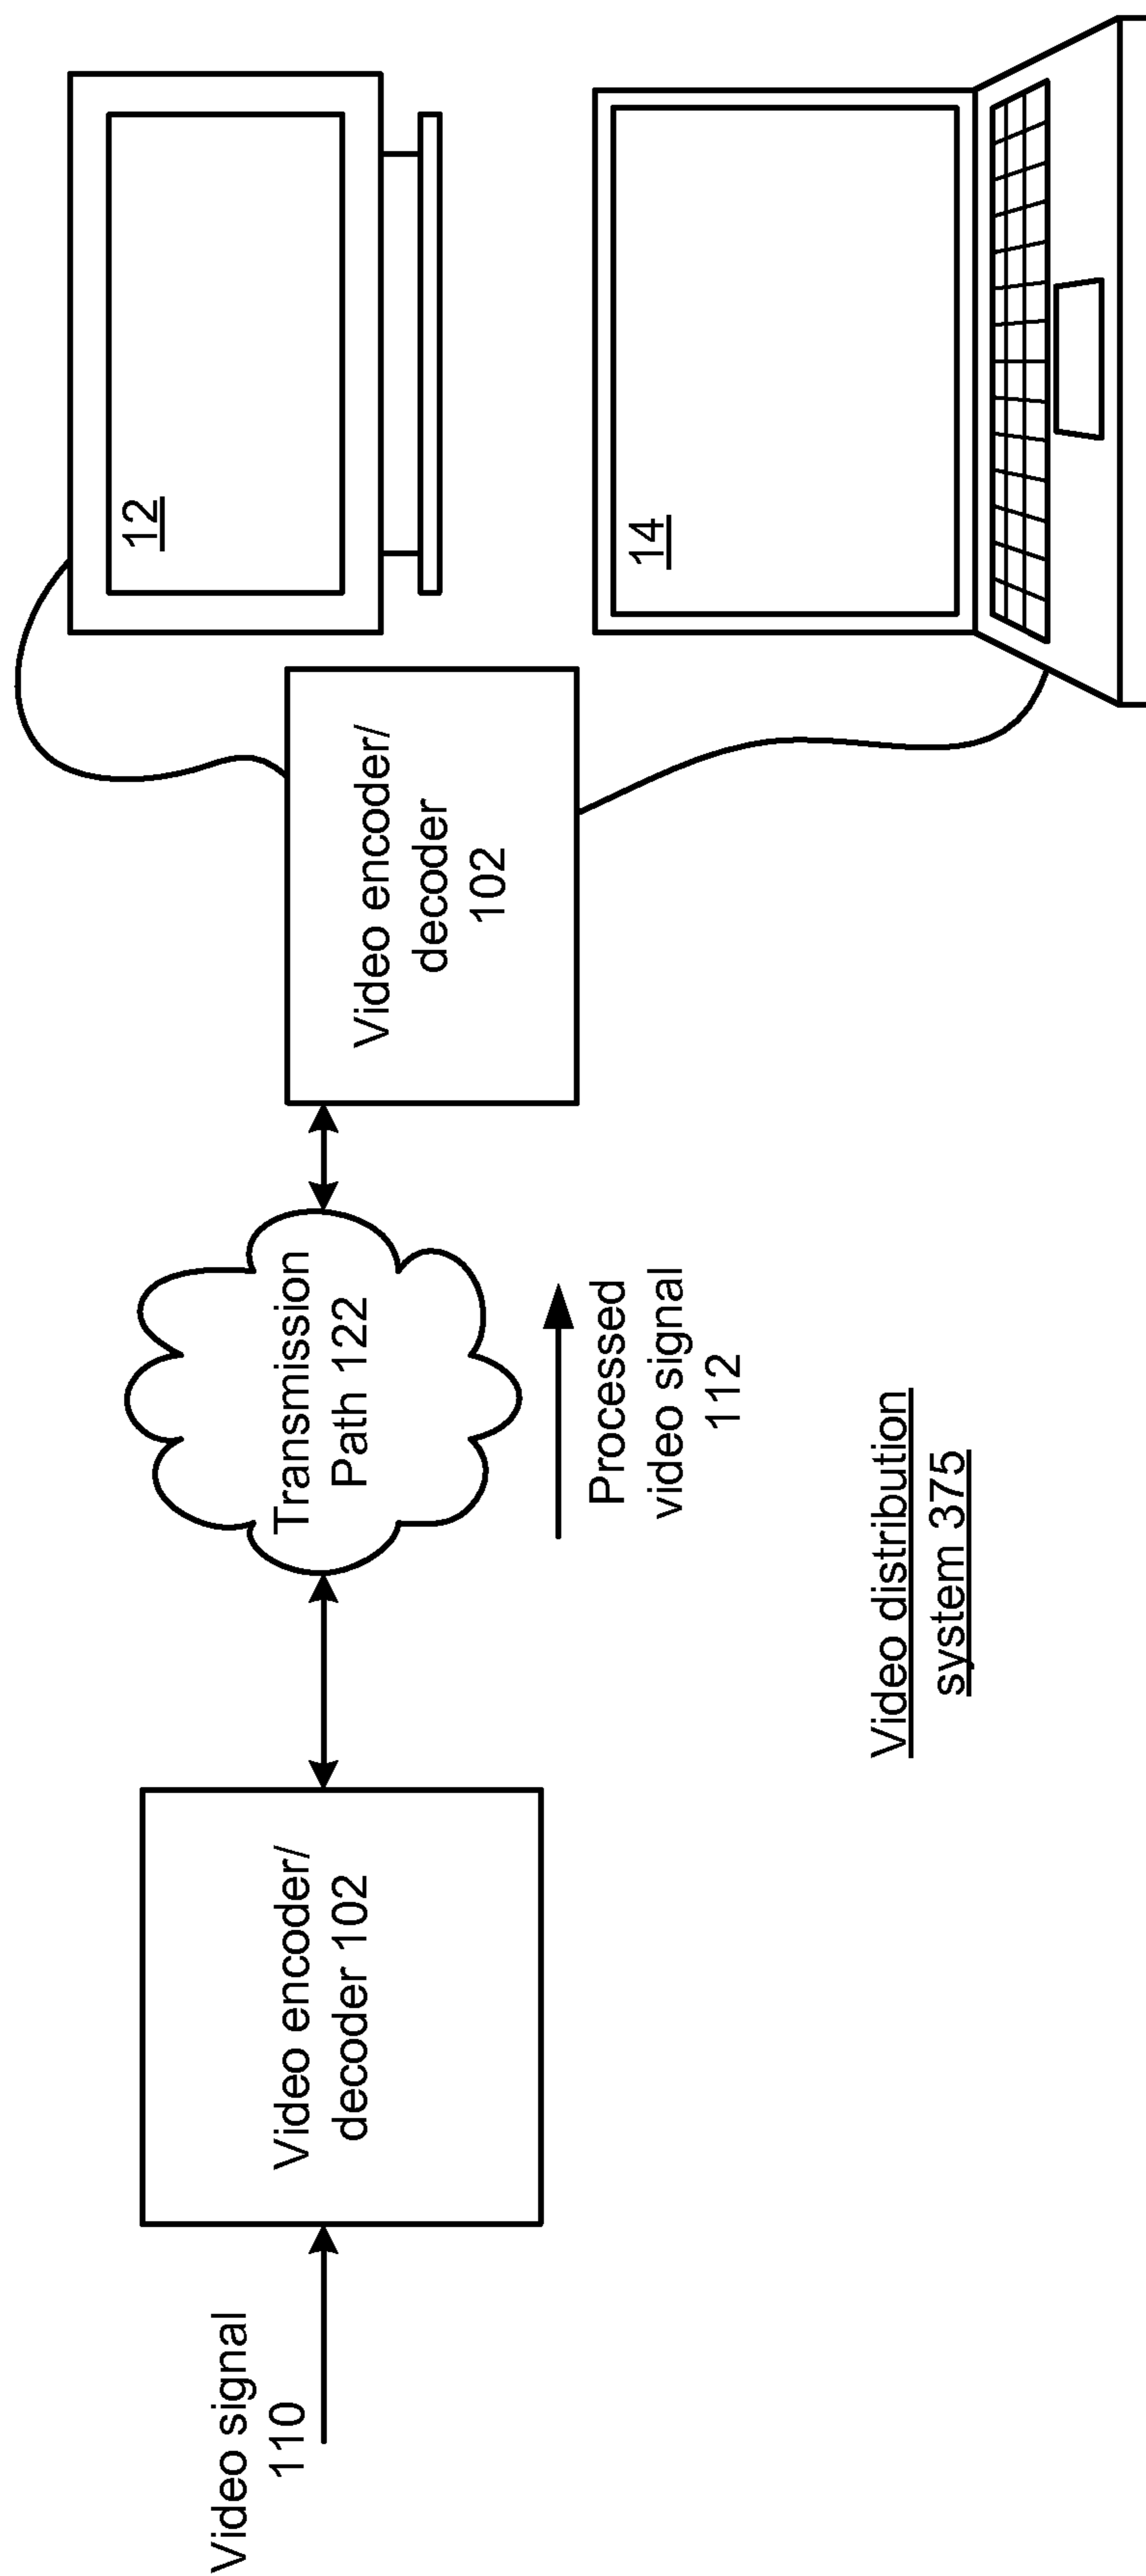 Video signal
110
Video encoder/
decoder 102
Transmission
Path 122
Processed
video signal
112
Video encoder/
decoder
102
12
14
Video distribution
system 375